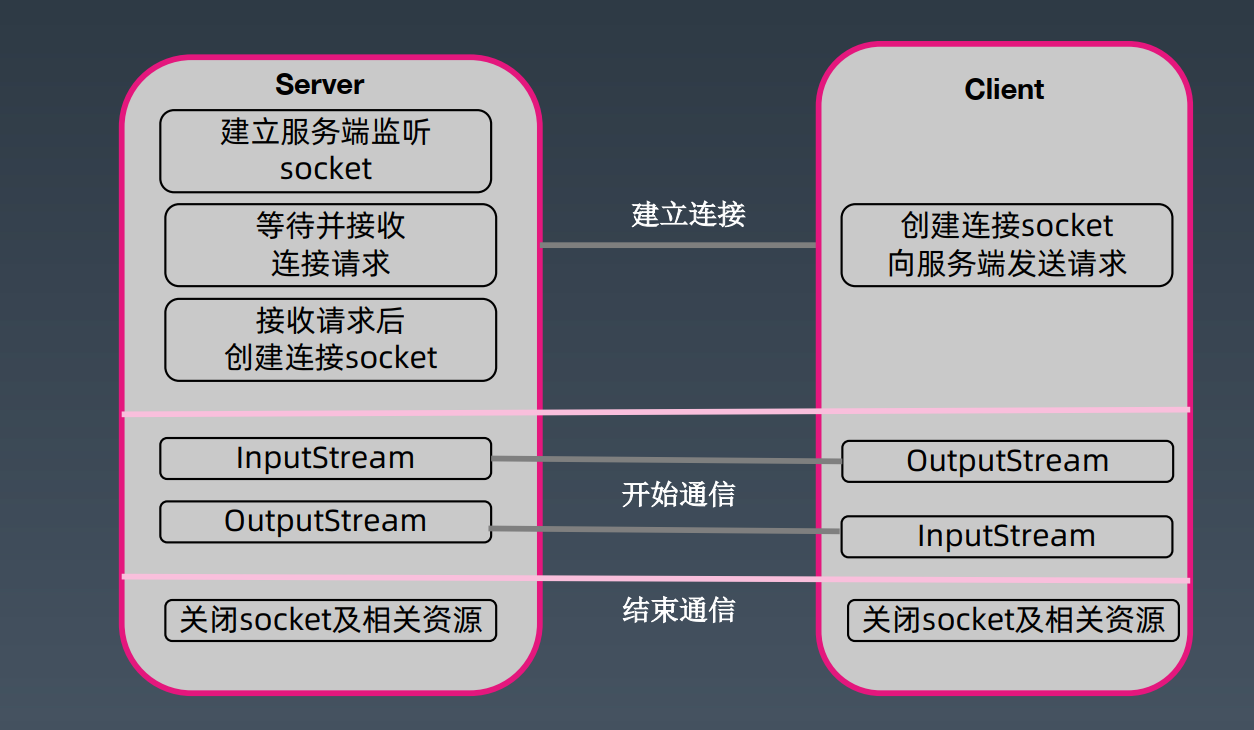 Server
建立服务端监听
socket
等待并接收
连接请求
接收请求后
创建连接socket
InputStream
OutputStream
关闭socket及相关资源
建立连接
开始通信
结束通信
Client
创建连接socket
向服务端发送请求
OutputStream
InputStream
关闭socket及相关资源